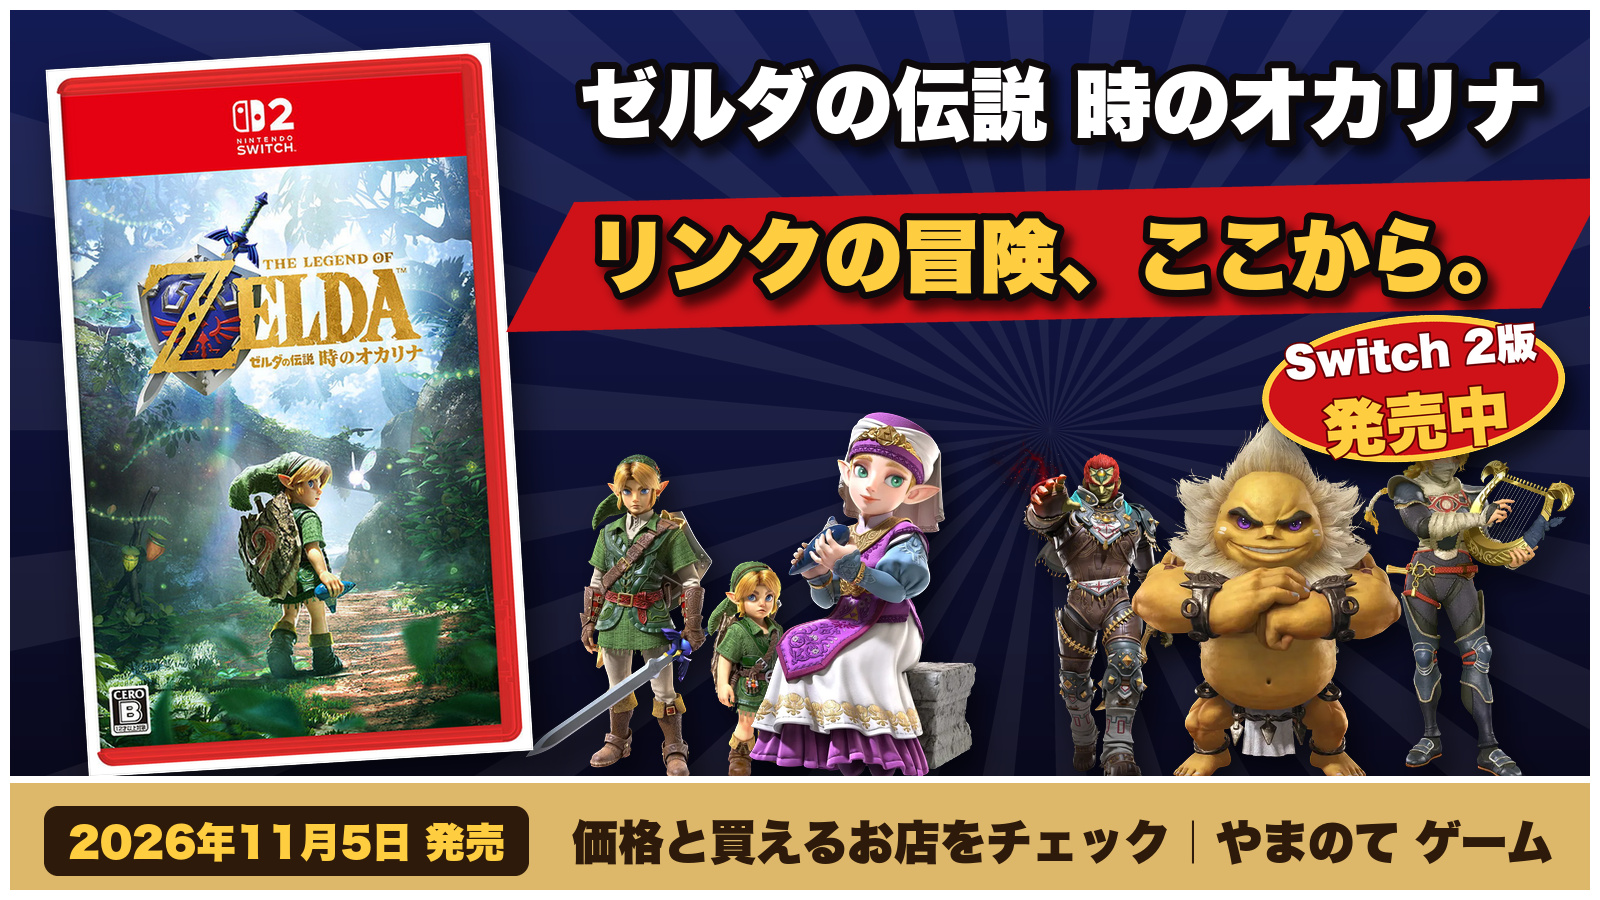 ゼルダの伝説 時のオカリナ
リンクの冒険、ここから。
Switch 2版
発売中
2
NINTENDO
SWITCH™
THE LEGEND OF
ZELDA™
ゼルダの伝説 時のオカリナ
CERO
B
2026年11月5日 発売
価格と買えるお店をチェック｜やまのて ゲーム